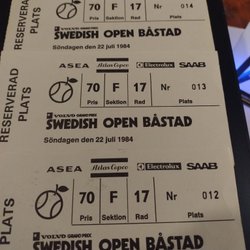 RESERVERAD
PLATS
70 F 17 Nr 014
Pris Sektion Rad Plats
VOLVO GRAND PRIX
SWEDISH OPEN BÅSTAD
Söndagen den 22 juli 1984
RESERVERAD
PLATS
ASEA Atlas Copco Electrolux SAAB
70 F 17 Nr 013
Pris Sektion Rad Plats
VOLVO GRAND PRIX
SWEDISH OPEN BÅSTAD
Söndagen den 22 juli 1984
PLATS
ASEA Atlas Copco Electrolux SAAB
70 F 17 Nr 012
Pris Sektion Rad Plats
VOLVO GRAND PRIX
SWEDISH OPEN BÅSTAD